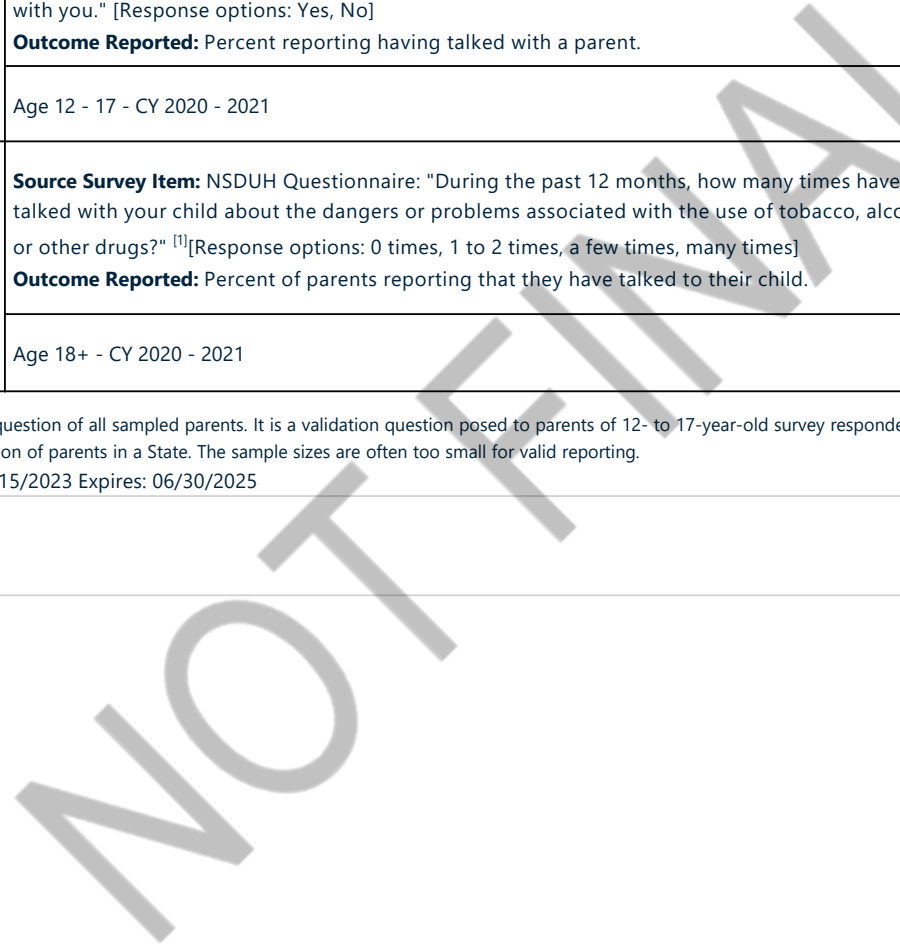 with you." [Response options: Yes, No]
Outcome Reported: Percent reporting having talked with a parent.
Age 12 - 17 - CY 2020 - 2021
Source Survey Item: NSDUH Questionnaire: "During the past 12 months, how many times have
talked with your child about the dangers or problems associated with the use of tobacco, alco
or other drugs?" [1][Response options: 0 times, 1 to 2 times, a few times, many times]
Outcome Reported: Percent of parents reporting that they have talked to their child.
Age 18+ - CY 2020 - 2021
question of all sampled parents. It is a validation question posed to parents of 12- to 17-year-old survey responde
on of parents in a State. The sample sizes are often too small for valid reporting.
15/2023 Expires: 06/30/2025
NOT FINAL